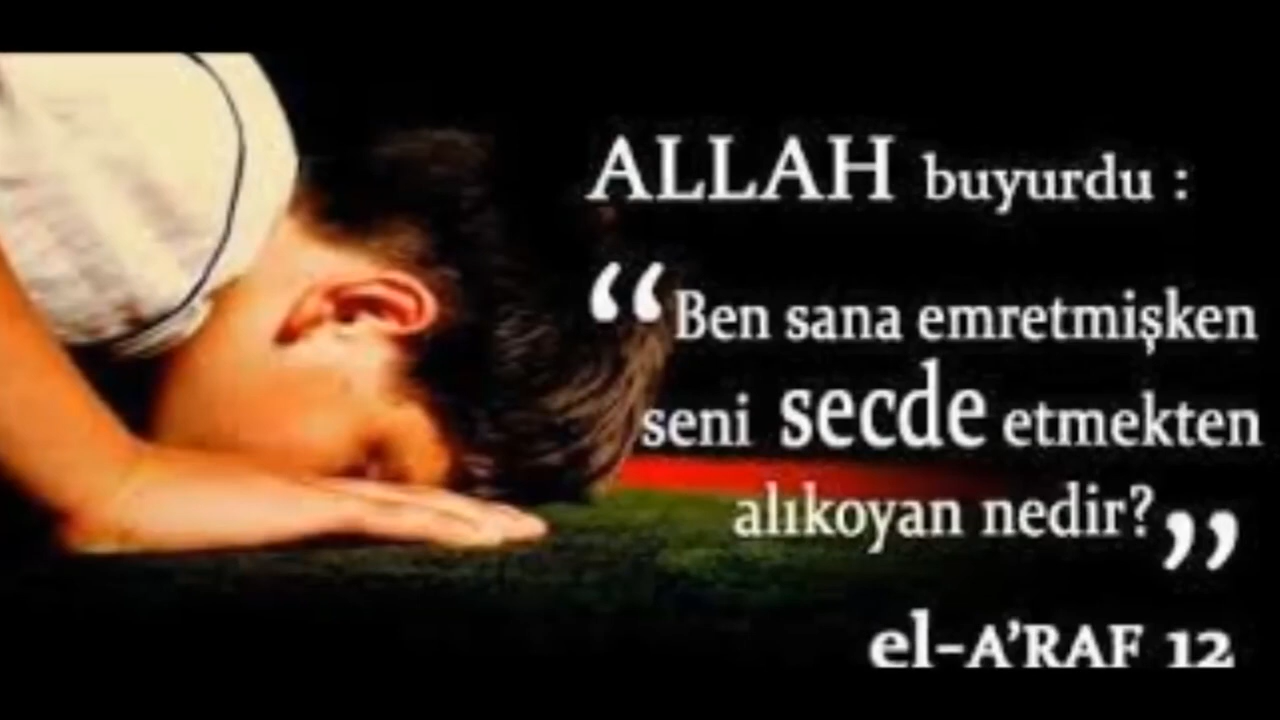 ALLAH buyurdu :
“Ben sana emretmişken
seni secde etmekten
alıkoyan nedir?”
el-A’RAF 12